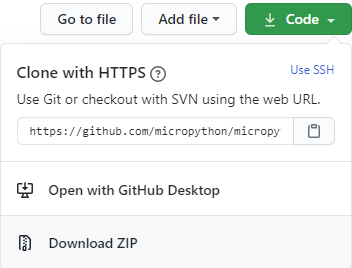 Go to file
Add file
Code
Clone with HTTPS
Use SSH
Use Git or checkout with SVN using the web URL.
https://github.com/micropython/micropy
Open with GitHub Desktop
Download ZIP